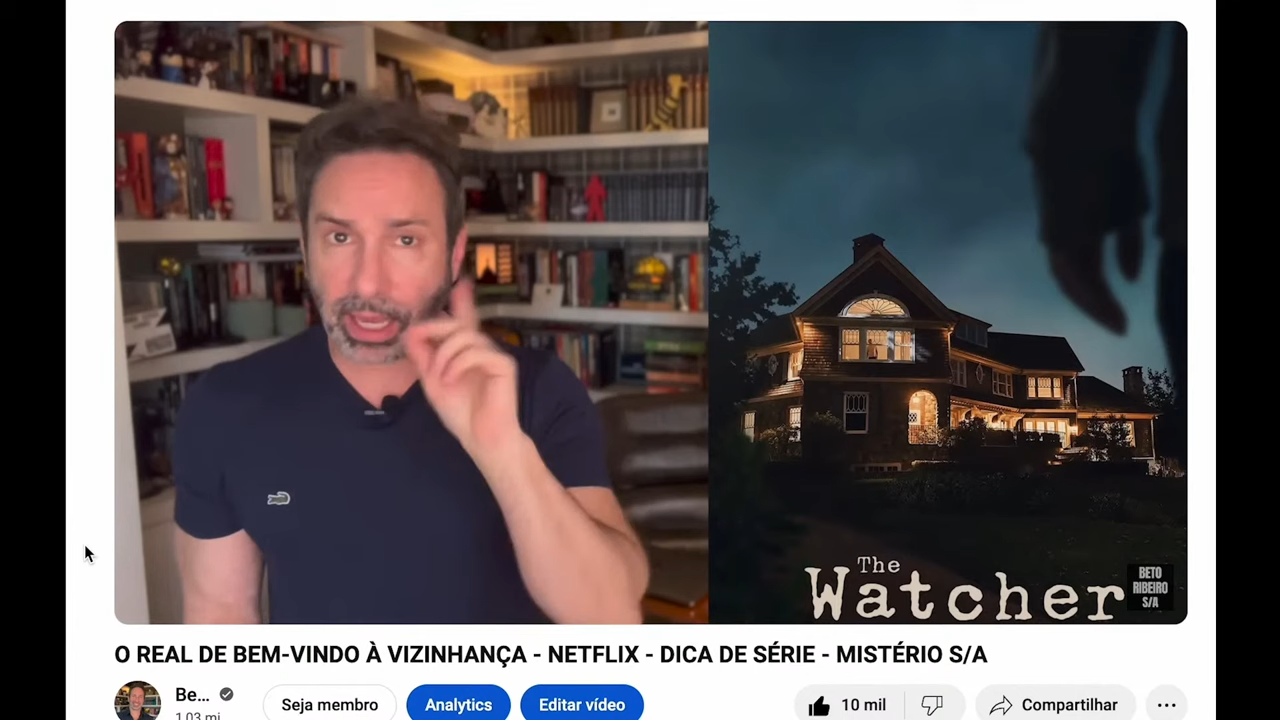 The
Watcher
BETO
RIBEIRO
S/A
O REAL DE BEM-VINDO À VIZINHANÇA - NETFLIX - DICA DE SÉRIE - MISTÉRIO S/A
Be...
1,03 mi
Seja membro
Analytics
Editar vídeo
10 mil
Compartilhar